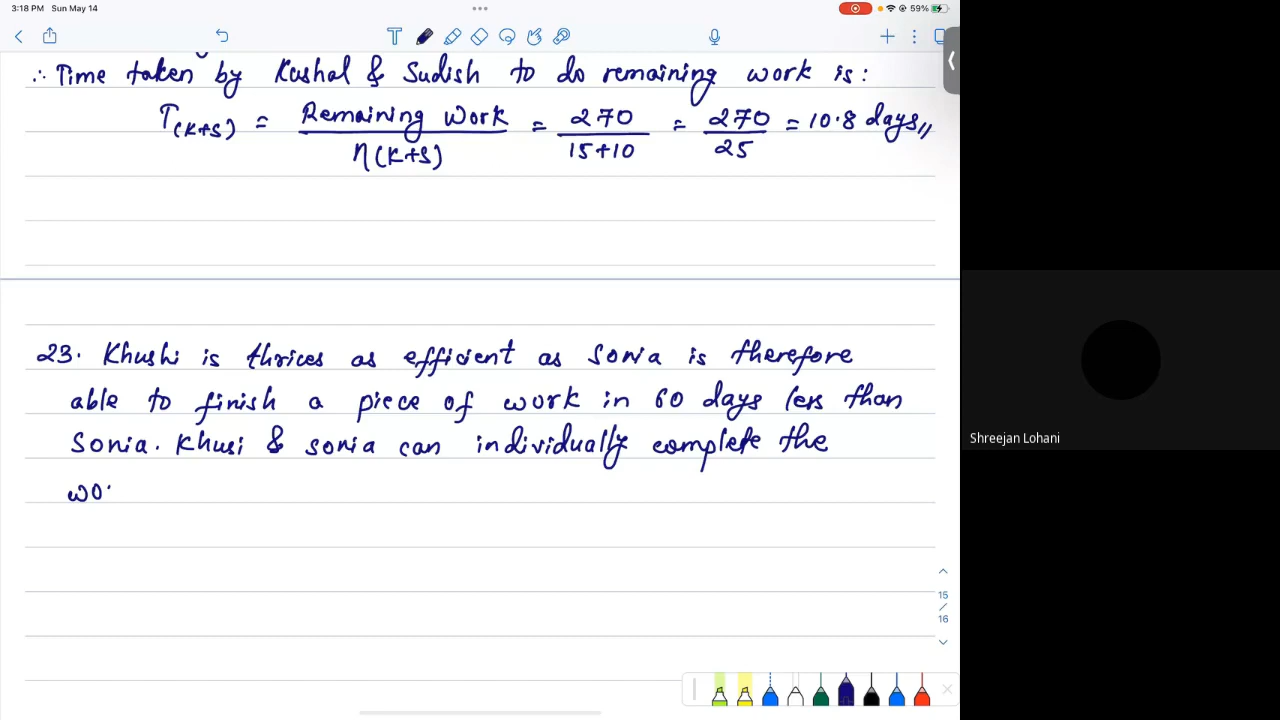 3:18 PM Sun May 14
59%
∴ Time taken by Kushal & Sudish to do remaining work is:
T(K+S) = Remaining Work / η(K+S) = 270 / 15+10 = 270 / 25 = 10.8 days,,
23. Khushi is thrices as efficient as Sonia is therefore
able to finish a piece of work in 60 days less than
Sonia. Khusi & sonia can individually complete the
wo
Shreejan Lohani
15
/
16